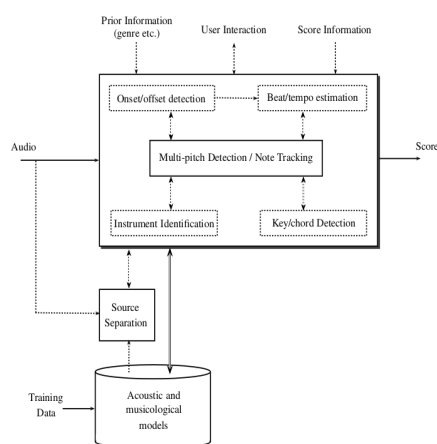 Prior Information
(genre etc.)
User Interaction
Score Information
Onset/offset detection
Beat/tempo estimation
Audio
Multi-pitch Detection / Note Tracking
Score
Instrument Identification
Key/chord Detection
Source
Separation
Training
Data
Acoustic and
musicological
models